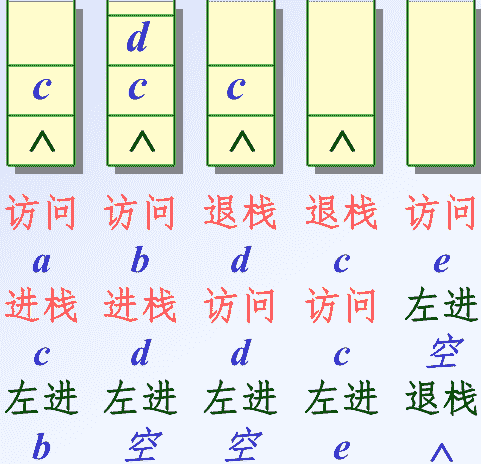 d
c c c
∧ ∧ ∧ ∧
访问 访问 退栈 退栈 访问
a b d c e
进栈 进栈 访问 访问 左进
c d d c 空
左进 左进 左进 左进 退栈
b 空 空 e ∧